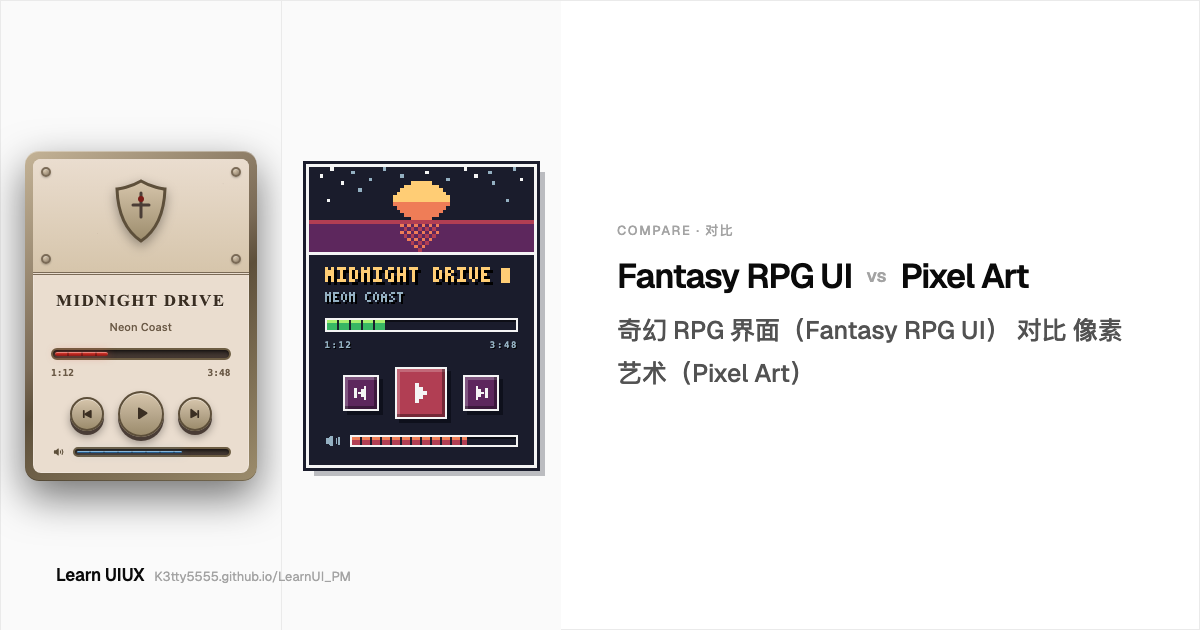 MIDNIGHT DRIVE
Neon Coast
1:12 3:48
MIDNIGHT DRIVE
NEON COAST
1:12 3:48
COMPARE · 对比
Fantasy RPG UI vs Pixel Art
奇幻 RPG 界面（Fantasy RPG UI） 对比 像素
艺术（Pixel Art）
Learn UIUX K3tty5555.github.io/LearnUI_PM